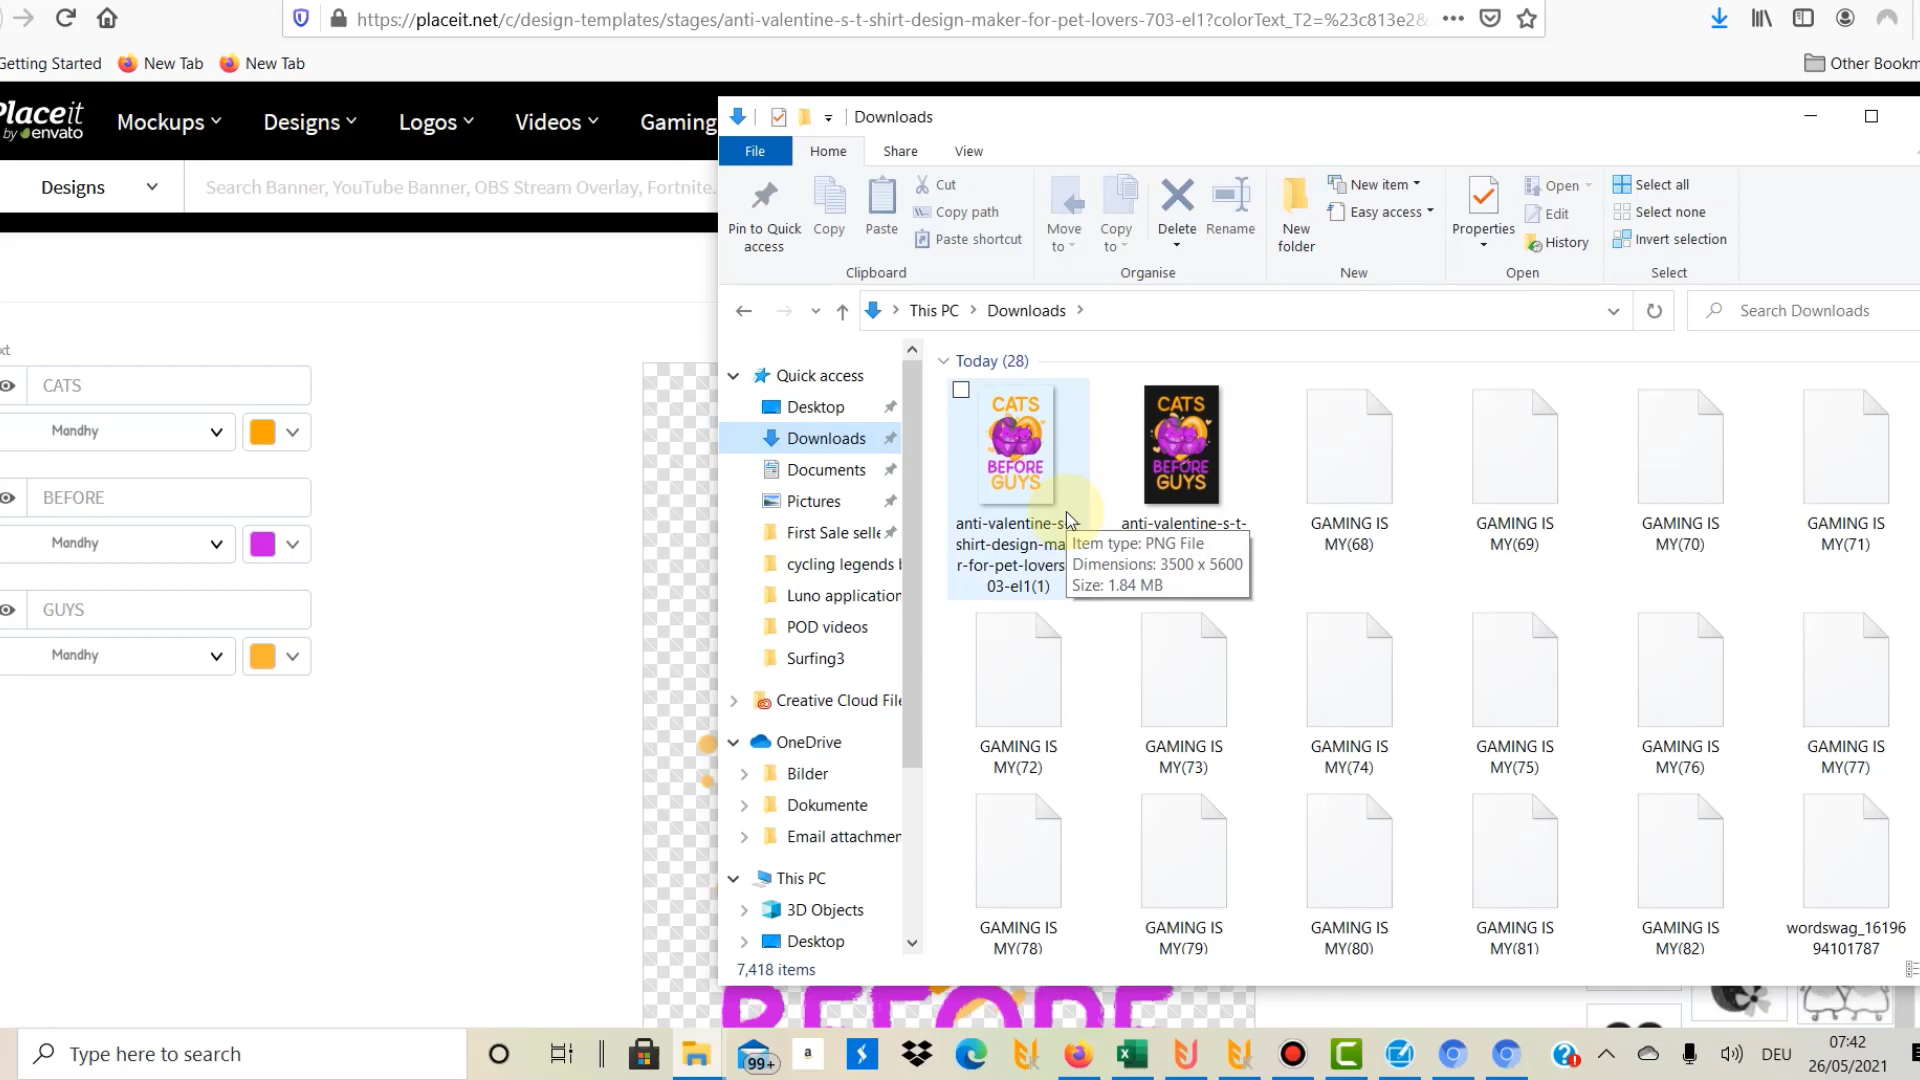 https://placeit.net/c/design-templates/stages/anti-valentine-s-t-shirt-design-maker-for-pet-lovers-703-el1?colorText_T2=%23c813e2&
Getting Started
New Tab
New Tab
Other Bookm
Placeit
by envato
Mockups
Designs
Logos
Videos
Gaming
Designs
Search Banner, YouTube Banner, OBS Stream Overlay, Fortnite.
xt
CATS
Mandhy
BEFORE
Mandhy
GUYS
Mandhy
Downloads
File
Home
Share
View
Pin to Quick access
Copy
Paste
Cut
Copy path
Paste shortcut
Clipboard
Move to
Copy to
Delete
Rename
Organise
New folder
New item
Easy access
New
Properties
Open
Edit
History
Open
Select all
Select none
Invert selection
Select
This PC
Downloads
Search Downloads
Quick access
Desktop
Downloads
Documents
Pictures
First Sale selle
cycling legends b
Luno application
POD videos
Surfing3
Creative Cloud File
OneDrive
Bilder
Dokumente
Email attachmen
This PC
3D Objects
Desktop
7,418 items
Today (28)
CATS
BEFORE
GUYS
anti-valentine-s-
shirt-design-ma
r-for-pet-lovers
03-el1(1)
CATS
BEFORE
GUYS
anti-valentine-s-t-
Item type: PNG File
Dimensions: 3500 x 5600
Size: 1.84 MB
GAMING IS
MY(68)
GAMING IS
MY(69)
GAMING IS
MY(70)
GAMING IS
MY(71)
GAMING IS
MY(72)
GAMING IS
MY(73)
GAMING IS
MY(74)
GAMING IS
MY(75)
GAMING IS
MY(76)
GAMING IS
MY(77)
GAMING IS
MY(78)
GAMING IS
MY(79)
GAMING IS
MY(80)
GAMING IS
MY(81)
GAMING IS
MY(82)
wordswag_16196
94101787
BEFORE
Type here to search
99+
a
DEU
07:42
26/05/2021